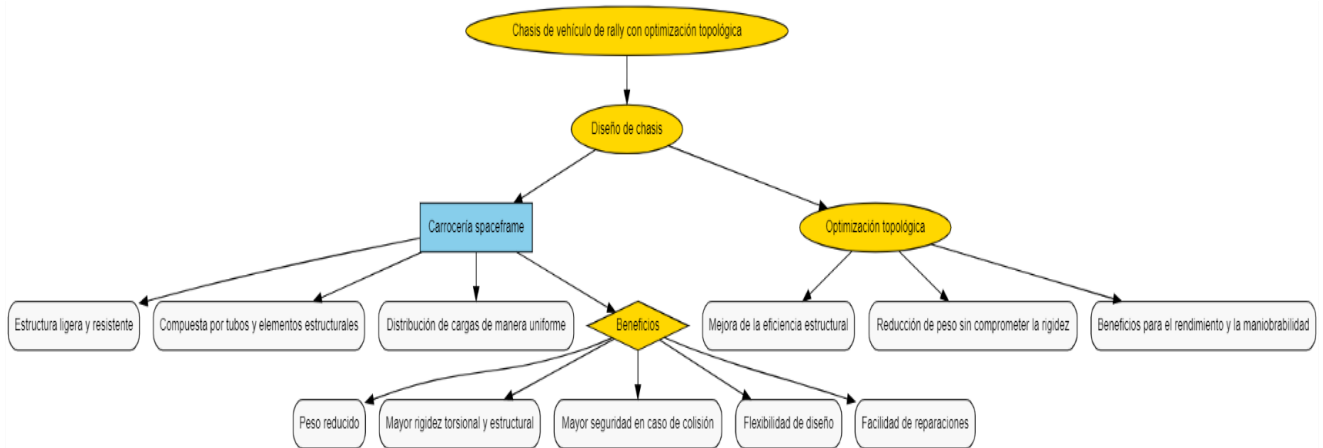 Chasis de vehículo de rally con optimización topológica
Diseño de chasis
Carrocería spaceframe
Optimización topológica
Estructura ligera y resistente
Compuesta por tubos y elementos estructurales
Distribución de cargas de manera uniforme
Beneficios
Mejora de la eficiencia estructural
Reducción de peso sin comprometer la rigidez
Beneficios para el rendimiento y la maniobrabilidad
Peso reducido
Mayor rigidez torsional y estructural
Mayor seguridad en caso de colisión
Flexibilidad de diseño
Facilidad de reparaciones